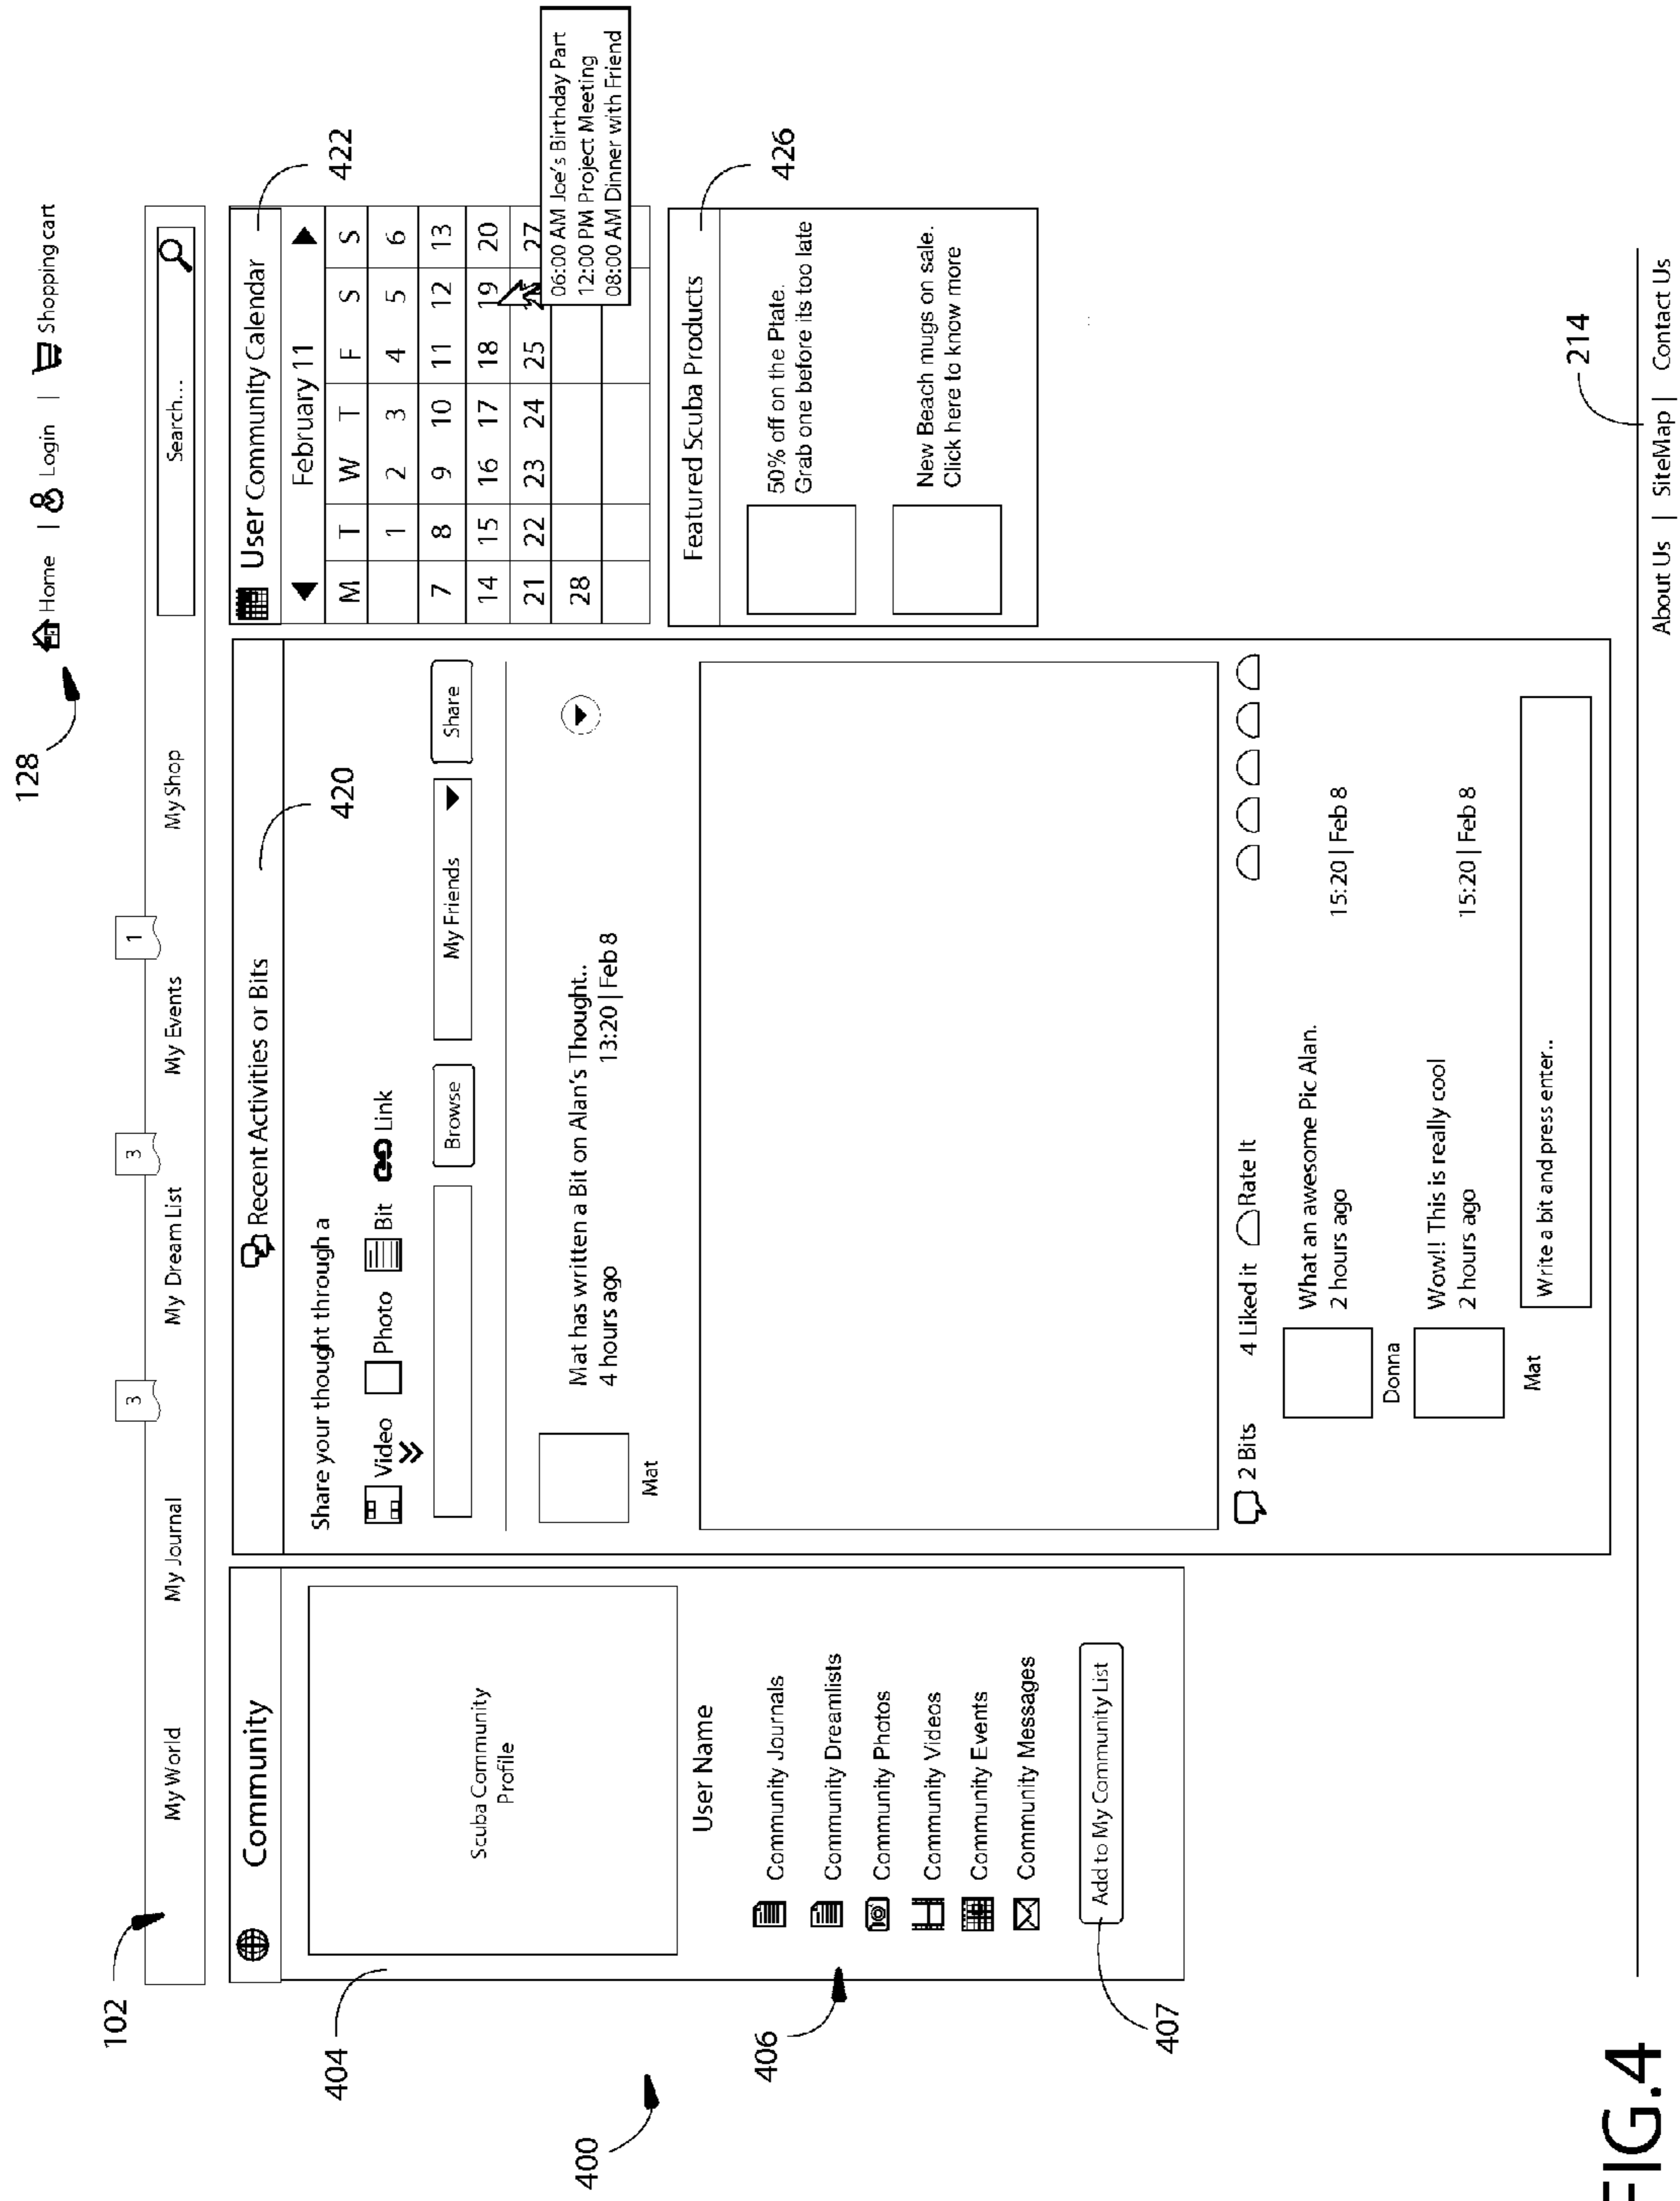 128
Home | Login | Shopping cart
102
My World
My Journal
3
My Dream List
3
My Events
1
My Shop
Search...
Community
404
Scuba Community
Profile
User Name
400
406
Community Journals
Community Dreamlists
Community Photos
Community Videos
Community Events
Community Messages
Add to My Community List
407
Recent Activities or Bits
420
Share your thought through a
Video Photo Bit Link
Browse My Friends Share
Mat has written a Bit on Alan's Thought..
4 hours ago 13:20 | Feb 8
Mat
2 Bits 4 Liked it Rate It
What an awesome Pic Alan.
2 hours ago 15:20 | Feb 8
Donna
Wow!! This is really cool
2 hours ago 15:20 | Feb 8
Mat
Write a bit and press enter..
User Community Calendar
422
February 11
M T W T F S S
1 2 3 4 5 6
7 8 9 10 11 12 13
14 15 16 17 18 19 20
21 22 23 24 25 27
28
06:00 AM Joe's Birthday Part
12:00 PM Project Meeting
08:00 AM Dinner with Friend
Featured Scuba Products
426
50% off on the Ptate.
Grab one before its too late
New Beach mugs on sale.
Click here to know more
214
About Us | SiteMap | Contact Us
FIG.4